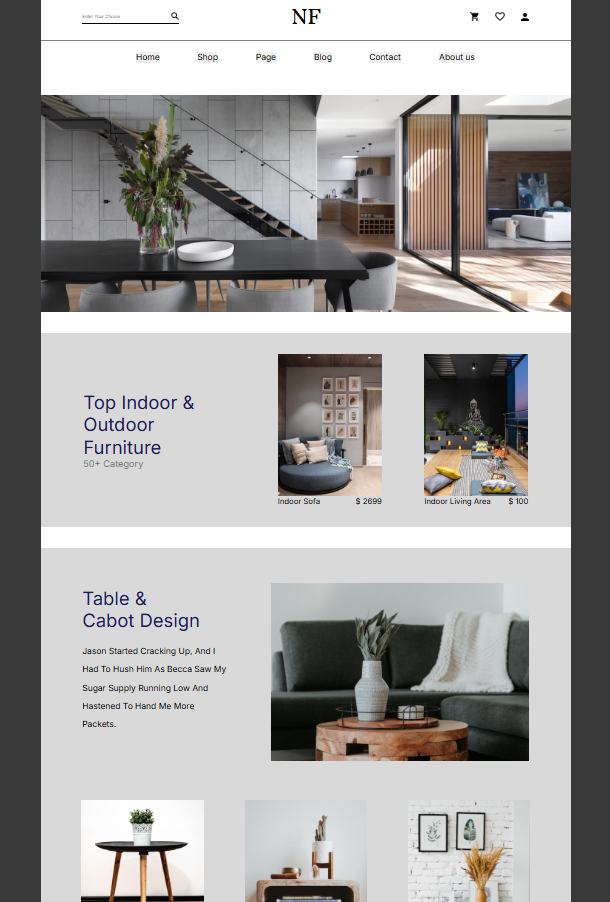 Enter Your Choice
NF
Home Shop Page Blog Contact About us
Top Indoor &
Outdoor
Furniture
50+ Category
Indoor Sofa $ 2699
Indoor Living Area $ 100
Table &
Cabot Design
Jason Started Cracking Up, And I
Had To Hush Him As Becca Saw My
Sugar Supply Running Low And
Hastened To Hand Me More
Packets.